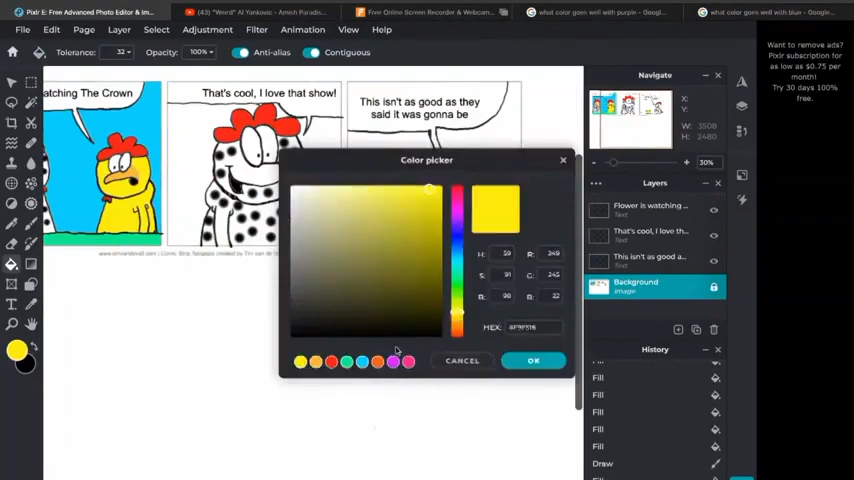 Pixlr E: Free Advanced Photo Editor & Im...
(43) "Weird" Al Yankovic - Amish Paradis...
Free Online Screen Recorder & Webcam...
what color goes well with purple - Googl...
what color goes well with blue - Google...
File Edit Page Layer Select Adjustment Filter Animation View Help
Tolerance: 32 Opacity: 100% Anti-alias Contiguous
Want to remove ads?
Pixlr subscription for
as low as $0.75 per
month!
Try 30 days 100%
free.
atching The Crown
That's cool, I love that show!
This isn't as good as they
said it was gonna be
Color picker
H: 59 R: 249
S: 91 G: 245
B: 98 B: 22
HEX:
CANCEL OK
Navigate
X:
Y:
W: 3508
H: 2480
30%
Layers
Flower is watching ...
Text
That's cool, I love th...
Text
This isn't as good a...
Text
Background
Image
History
Fill
Fill
Fill
Fill
Fill
Fill
Draw